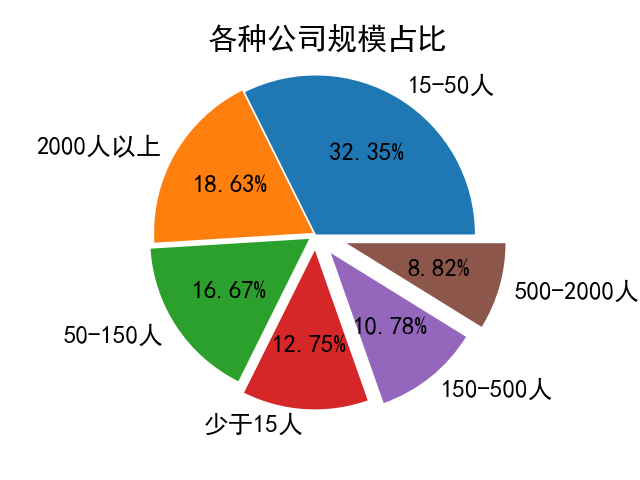 各种公司规模占比
15-50人
32.35%
2000人以上
18.63%
50-150人
16.67%
少于15人
12.75%
150-500人
10.78%
500-2000人
8.82%